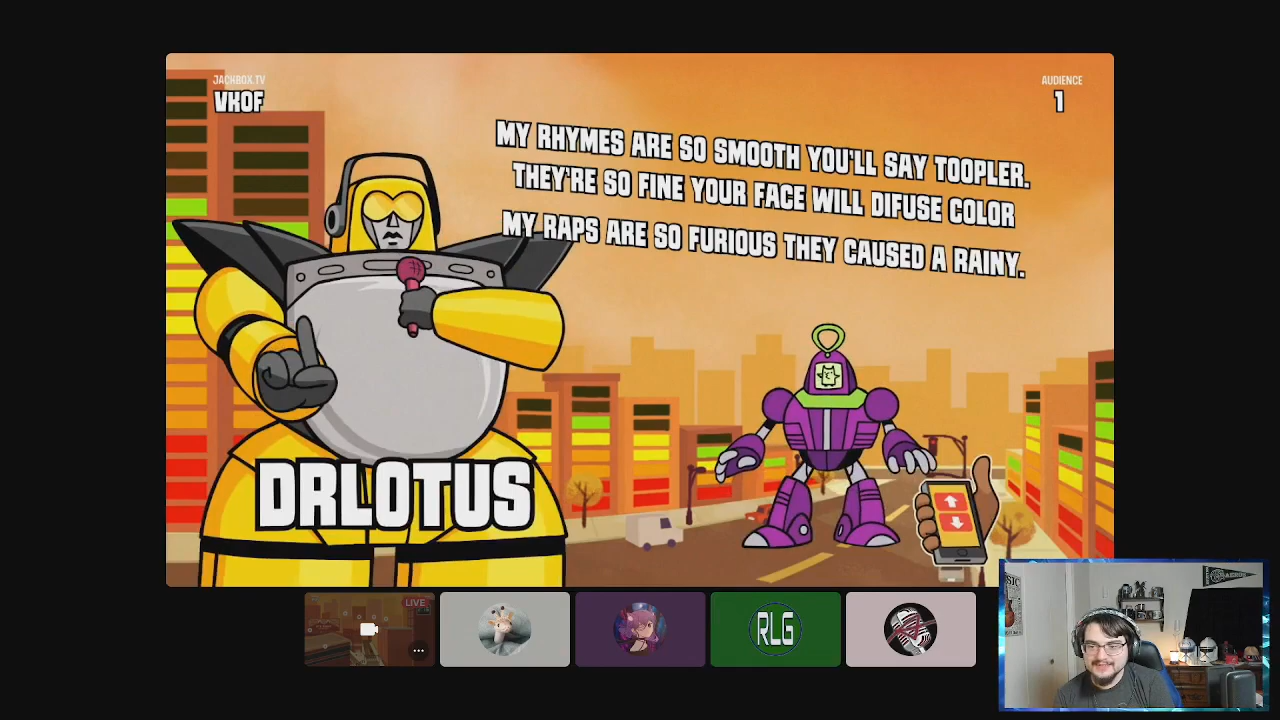 JACKBOX.TV
VKOF
AUDIENCE
1
MY RHYMES ARE SO SMOOTH YOU'LL SAY TOOPLER.
THEY'RE SO FINE YOUR FACE WILL DIFUSE COLOR
MY RAPS ARE SO FURIOUS THEY CAUSED A RAINY.
DRLOTUS
LIVE
RLG